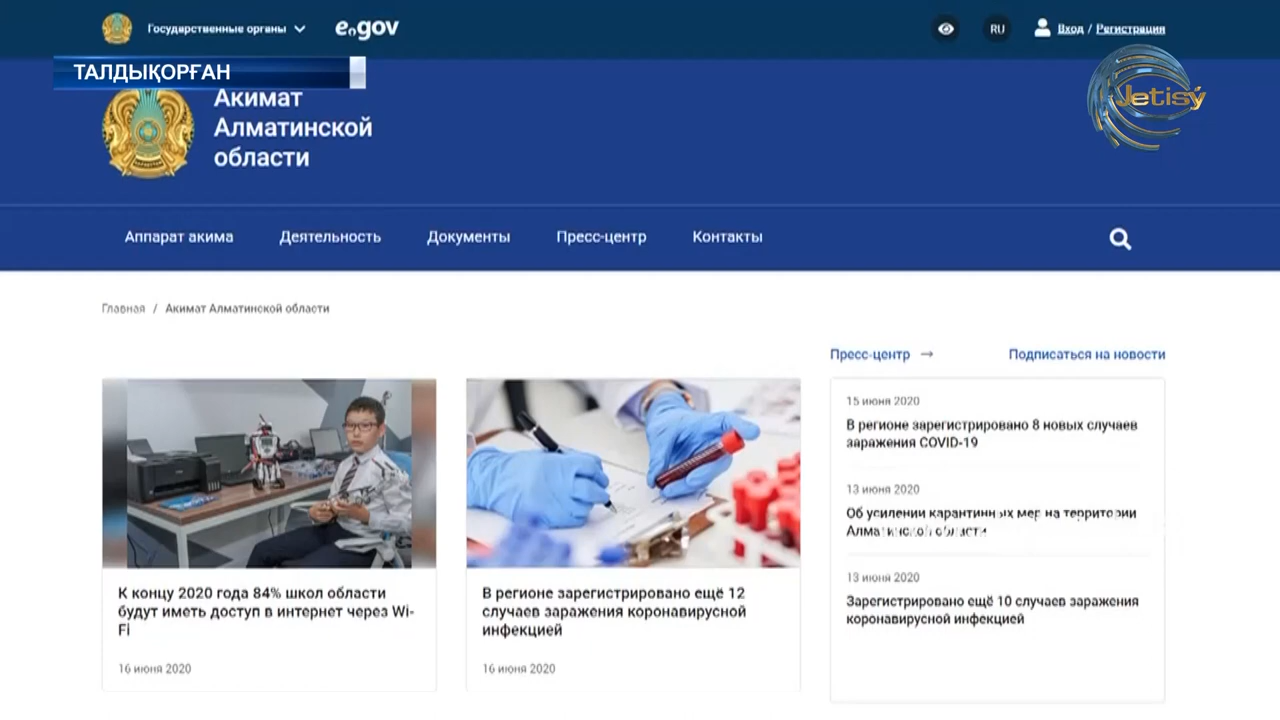 Государственные органы
egov
RU
Вход / Регистрация
ТАЛДЫҚОРҒАН
Jetisý
Акимат
Алматинской
области
Аппарат акима
Деятельность
Документы
Пресс-центр
Контакты
Главная / Акимат Алматинской области
Пресс-центр →
Подписаться на новости
К концу 2020 года 84% школ области
будут иметь доступ в интернет через Wi-
Fi
16 июня 2020
В регионе зарегистрировано ещё 12
случаев заражения коронавирусной
инфекцией
16 июня 2020
15 июня 2020
В регионе зарегистрировано 8 новых случаев
заражения COVID-19
13 июня 2020
Об усилении карантинных мер на территории
Алматинской области
13 июня 2020
Зарегистрировано ещё 10 случаев заражения
коронавирусной инфекцией